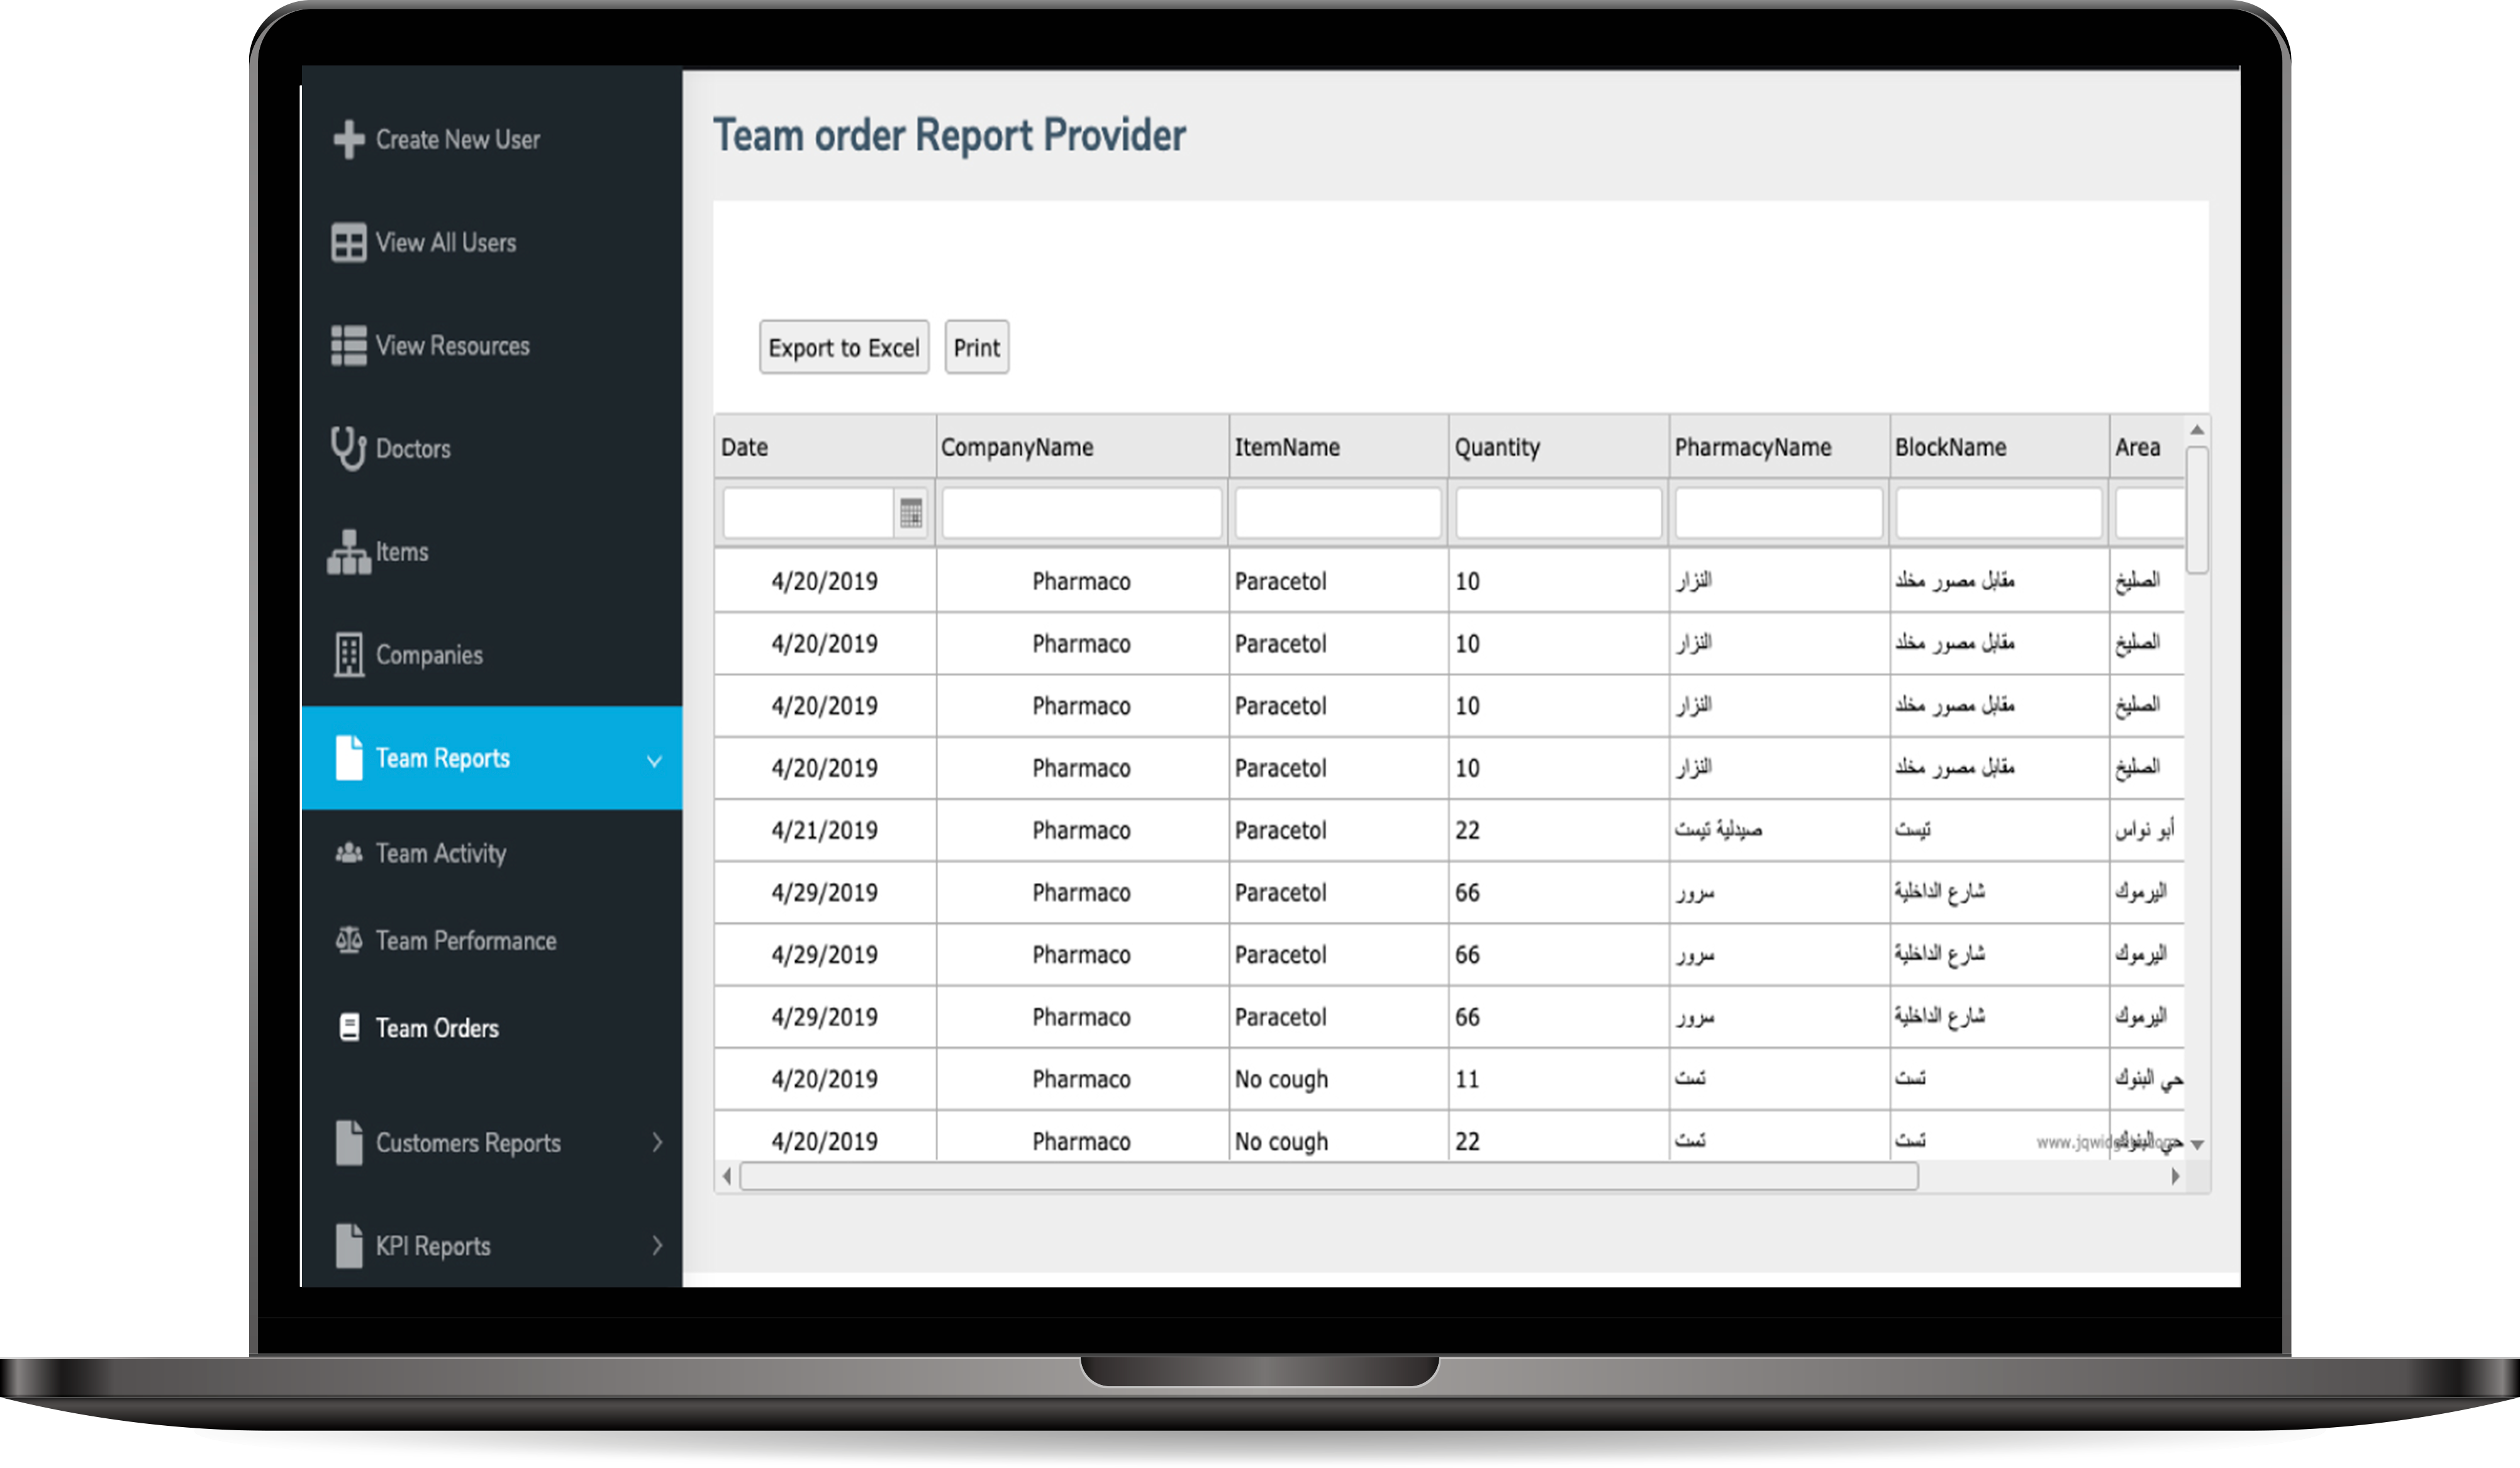 Create New User
View All Users
View Resources
Doctors
Items
Companies
Team Reports
Team Activity
Team Performance
Team Orders
Customers Reports
KPI Reports
Team order Report Provider
Export to Excel Print
Date CompanyName ItemName Quantity PharmacyName BlockName Area
4/20/2019 Pharmaco Paracetol 10 النزار مقابل مصور مخلد الصليخ
4/20/2019 Pharmaco Paracetol 10 النزار مقابل مصور مخلد الصليخ
4/20/2019 Pharmaco Paracetol 10 النزار مقابل مصور مخلد الصليخ
4/20/2019 Pharmaco Paracetol 10 النزار مقابل مصور مخلد الصليخ
4/21/2019 Pharmaco Paracetol 22 صيدلية تيست تيست أبو نواس
4/29/2019 Pharmaco Paracetol 66 سرور شارع الداخلية اليرموك
4/29/2019 Pharmaco Paracetol 66 سرور شارع الداخلية اليرموك
4/29/2019 Pharmaco Paracetol 66 سرور شارع الداخلية اليرموك
4/20/2019 Pharmaco No cough 11 تست تست حي البنوك
4/20/2019 Pharmaco No cough 22 تست تست حي البنوك